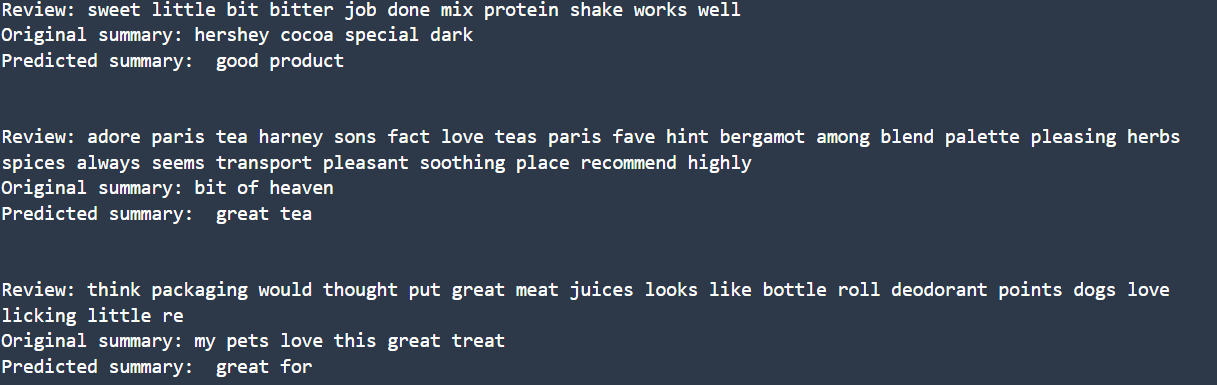 Review: sweet little bit bitter job done mix protein shake works well
Original summary: hershey cocoa special dark
Predicted summary:  good product
Review: adore paris tea harney sons fact love teas paris fave hint bergamot among blend palette pleasing herbs
spices always seems transport pleasant soothing place recommend highly
Original summary: bit of heaven
Predicted summary:  great tea
Review: think packaging would thought put great meat juices looks like bottle roll deodorant points dogs love
licking little re
Original summary: my pets love this great treat
Predicted summary:  great for